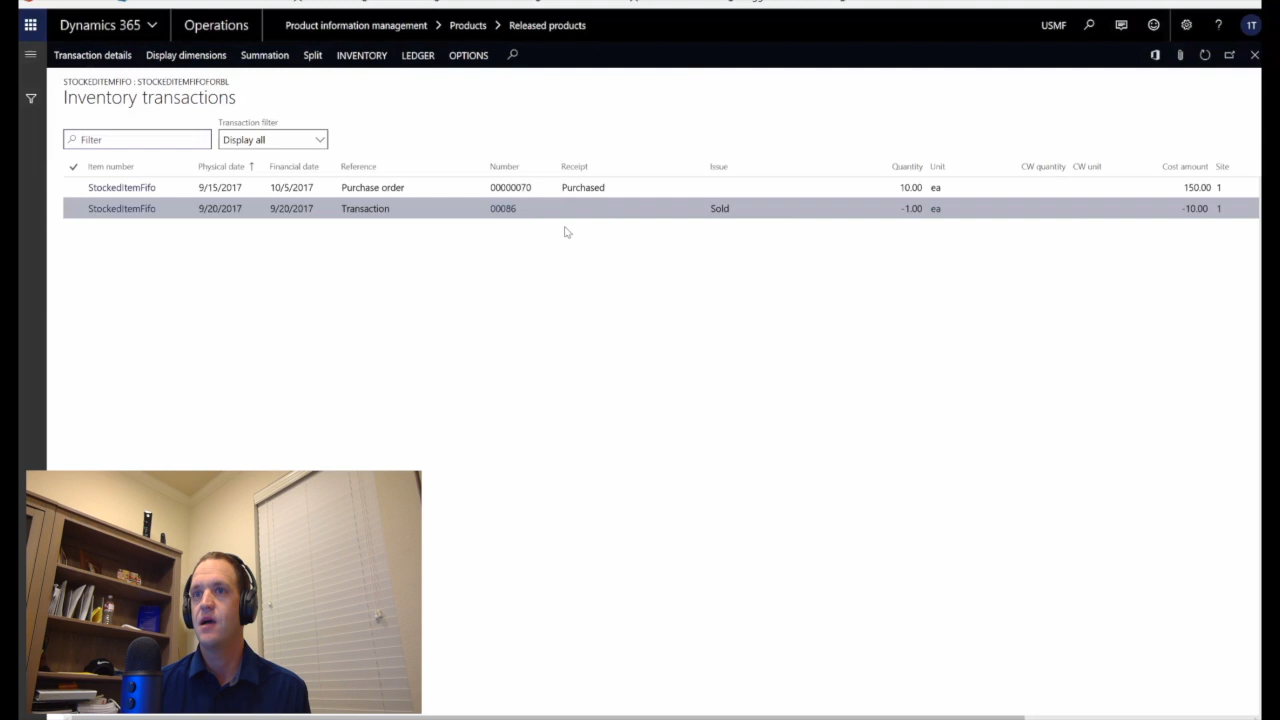 Dynamics 365 Operations Product information management > Products > Released products USMF ? 1T
Transaction details Display dimensions Summation Split INVENTORY LEDGER OPTIONS
STOCKEDITEMFIFO : STOCKEDITEMFIFOFORBL
Inventory transactions
Transaction filter
Filter Display all
Item number Physical date ↑ Financial date Reference Number Receipt Issue Quantity Unit CW quantity CW unit Cost amount Site
StockedItemFifo 9/15/2017 10/5/2017 Purchase order 00000070 Purchased 10.00 ea 150.00 1
StockedItemFifo 9/20/2017 9/20/2017 Transaction 00086 Sold -1.00 ea -10.00 1